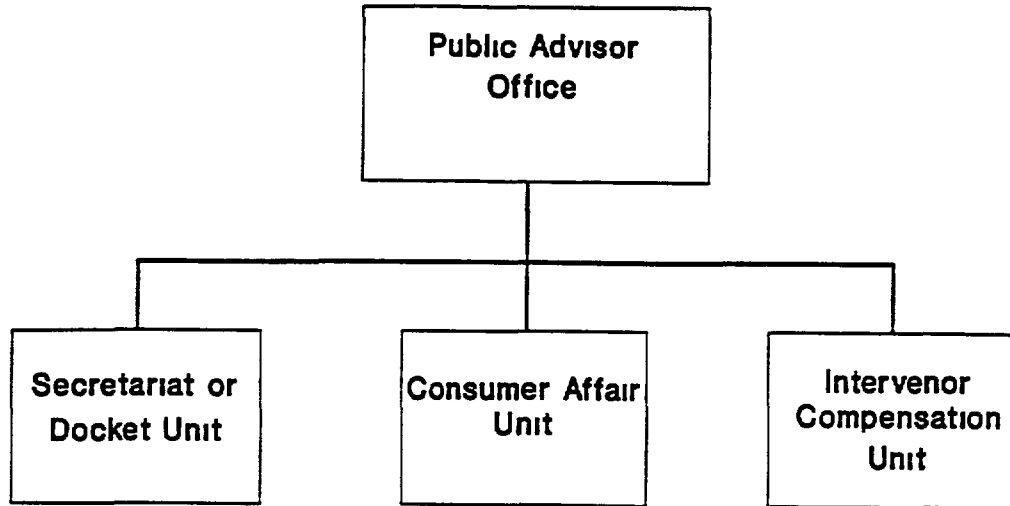 Public Advisor
Office
Secretariat or
Docket Unit
Consumer Affair
Unit
Intervenor
Compensation
Unit